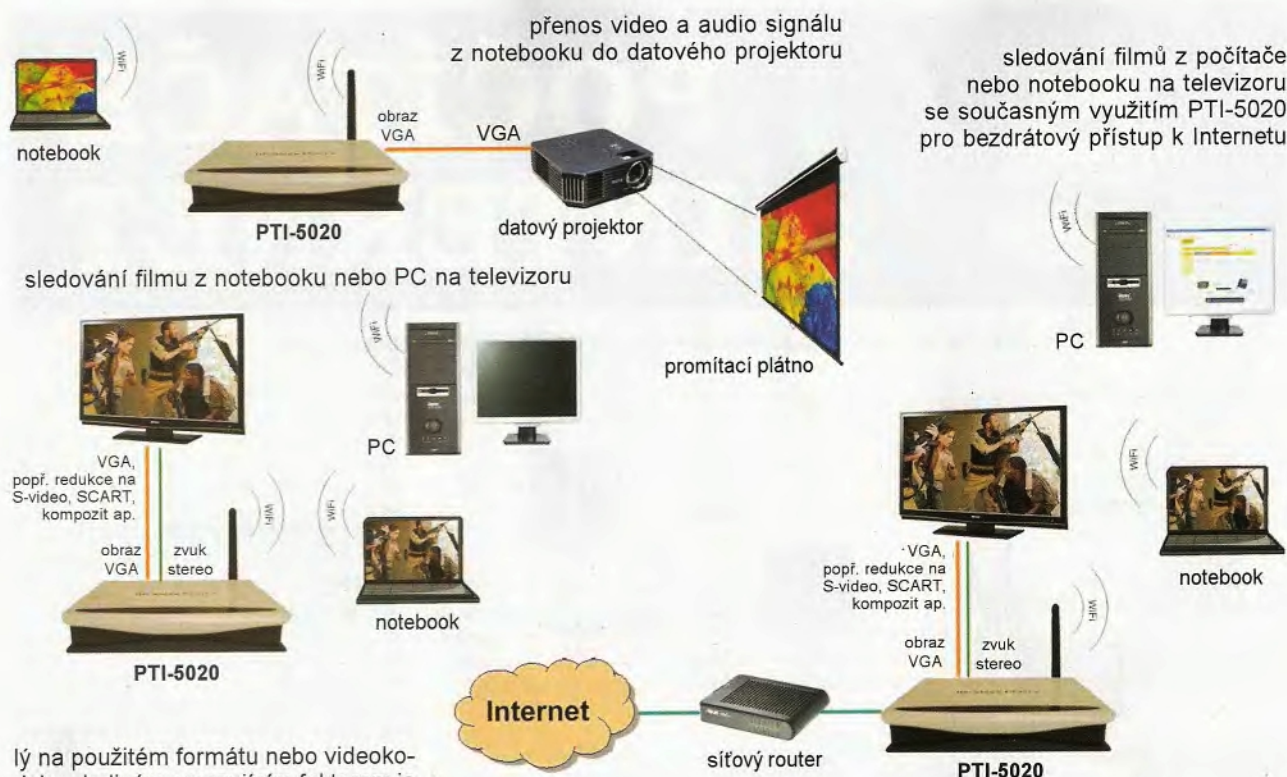 přenos video a audio signálu
z notebooku do datového projektoru
WiFi
WiFi
notebook
obraz
VGA
VGA
PTI-5020
datový projektor
promítací plátno
sledování filmů z počítače
nebo notebooku na televizoru
se současným využitím PTI-5020
pro bezdrátový přístup k Internetu
sledování filmu z notebooku nebo PC na televizoru
WiFi
PC
VGA,
popř. redukce na
S-video, SCART,
kompozit ap.
WiFi
WiFi
obraz
VGA
zvuk
stereo
notebook
PTI-5020
WiFi
PC
WiFi
notebook
VGA,
popř. redukce na
S-video, SCART,
kompozit ap.
WiFi
obraz
VGA
zvuk
stereo
Internet
síťový router
PTI-5020
lý na použitém formátu nebo videoko-